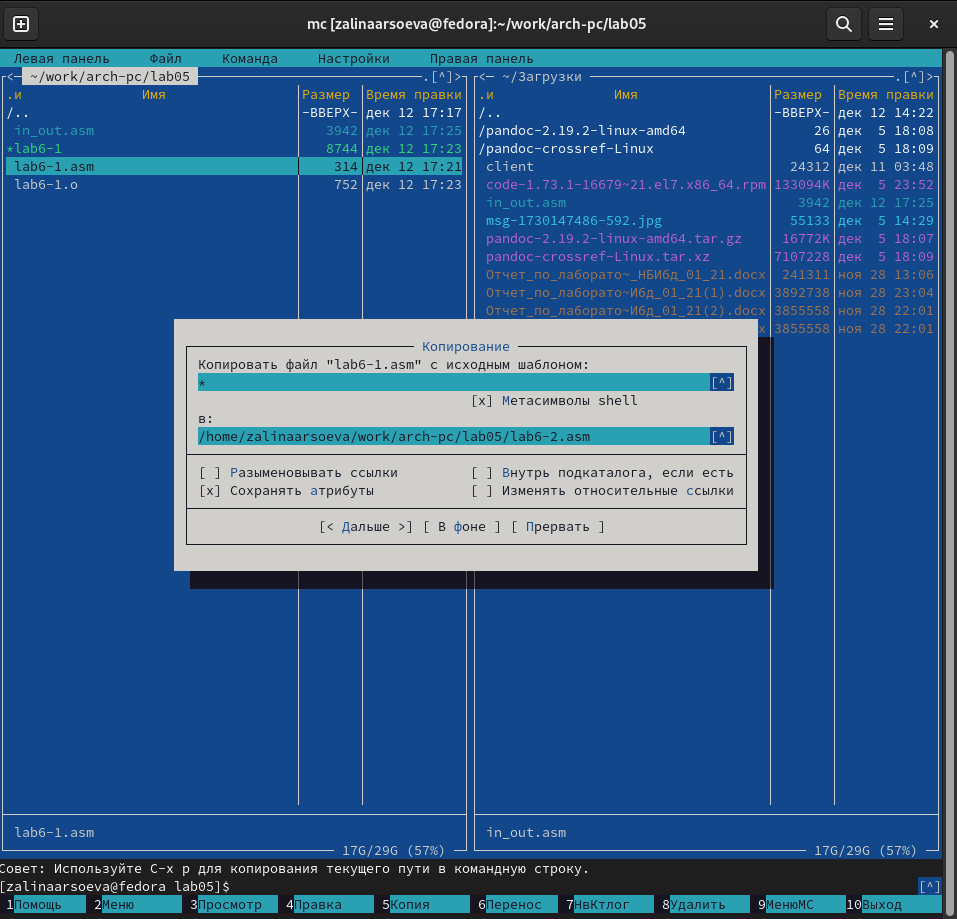 mc [zalinaarsoeva@fedora]:~/work/arch-pc/lab05
Левая панель Файл Команда Настройки Правая панель
<─ ~/work/arch-pc/lab05 .[^]> <─ ~/Загрузки .[^]>
.и Имя Размер Время правки .и Имя Размер Время правки
/.. -ВВЕРХ- дек 12 17:17 /.. -ВВЕРХ- дек 12 14:22
in_out.asm 3942 дек 12 17:25 /pandoc-2.19.2-linux-amd64 26 дек 5 18:08
*lab6-1 8744 дек 12 17:23 /pandoc-crossref-Linux 64 дек 5 18:09
lab6-1.asm 314 дек 12 17:21 client 24312 дек 11 03:48
lab6-1.o 752 дек 12 17:23 code-1.73.1-16679~21.el7.x86_64.rpm 133094K дек 5 23:52
in_out.asm 3942 дек 12 17:25
msg-1730147486-592.jpg 55133 дек 5 14:29
pandoc-2.19.2-linux-amd64.tar.gz 16772K дек 5 18:07
pandoc-crossref-Linux.tar.xz 7107228 дек 5 18:09
Отчет_по_лаборато~_НБИбд_01_21.docx 241311 ноя 28 13:06
Отчет_по_лаборато~Ибд_01_21(1).docx 3892738 ноя 28 23:04
Отчет_по_лаборато~Ибд_01_21(2).docx 3855558 ноя 28 22:01
x 3855558 ноя 28 22:01
Копирование
Копировать файл "lab6-1.asm" с исходным шаблоном:
* [^]
[x] Метасимволы shell
в:
/home/zalinaarsoeva/work/arch-pc/lab05/lab6-2.asm [^]
[ ] Разыменовывать ссылки [ ] Внутрь подкаталога, если есть
[x] Сохранять атрибуты [ ] Изменять относительные ссылки
[< Дальше >] [ В фоне ] [ Прервать ]
lab6-1.asm in_out.asm
17G/29G (57%) 17G/29G (57%)
Совет: Используйте C-x p для копирования текущего пути в командную строку.
[zalinaarsoeva@fedora lab05]$ [^]
1Помощь 2Меню 3Просмотр 4Правка 5Копия 6Перенос 7НвКтлог 8Удалить 9МенюMC 10Выход